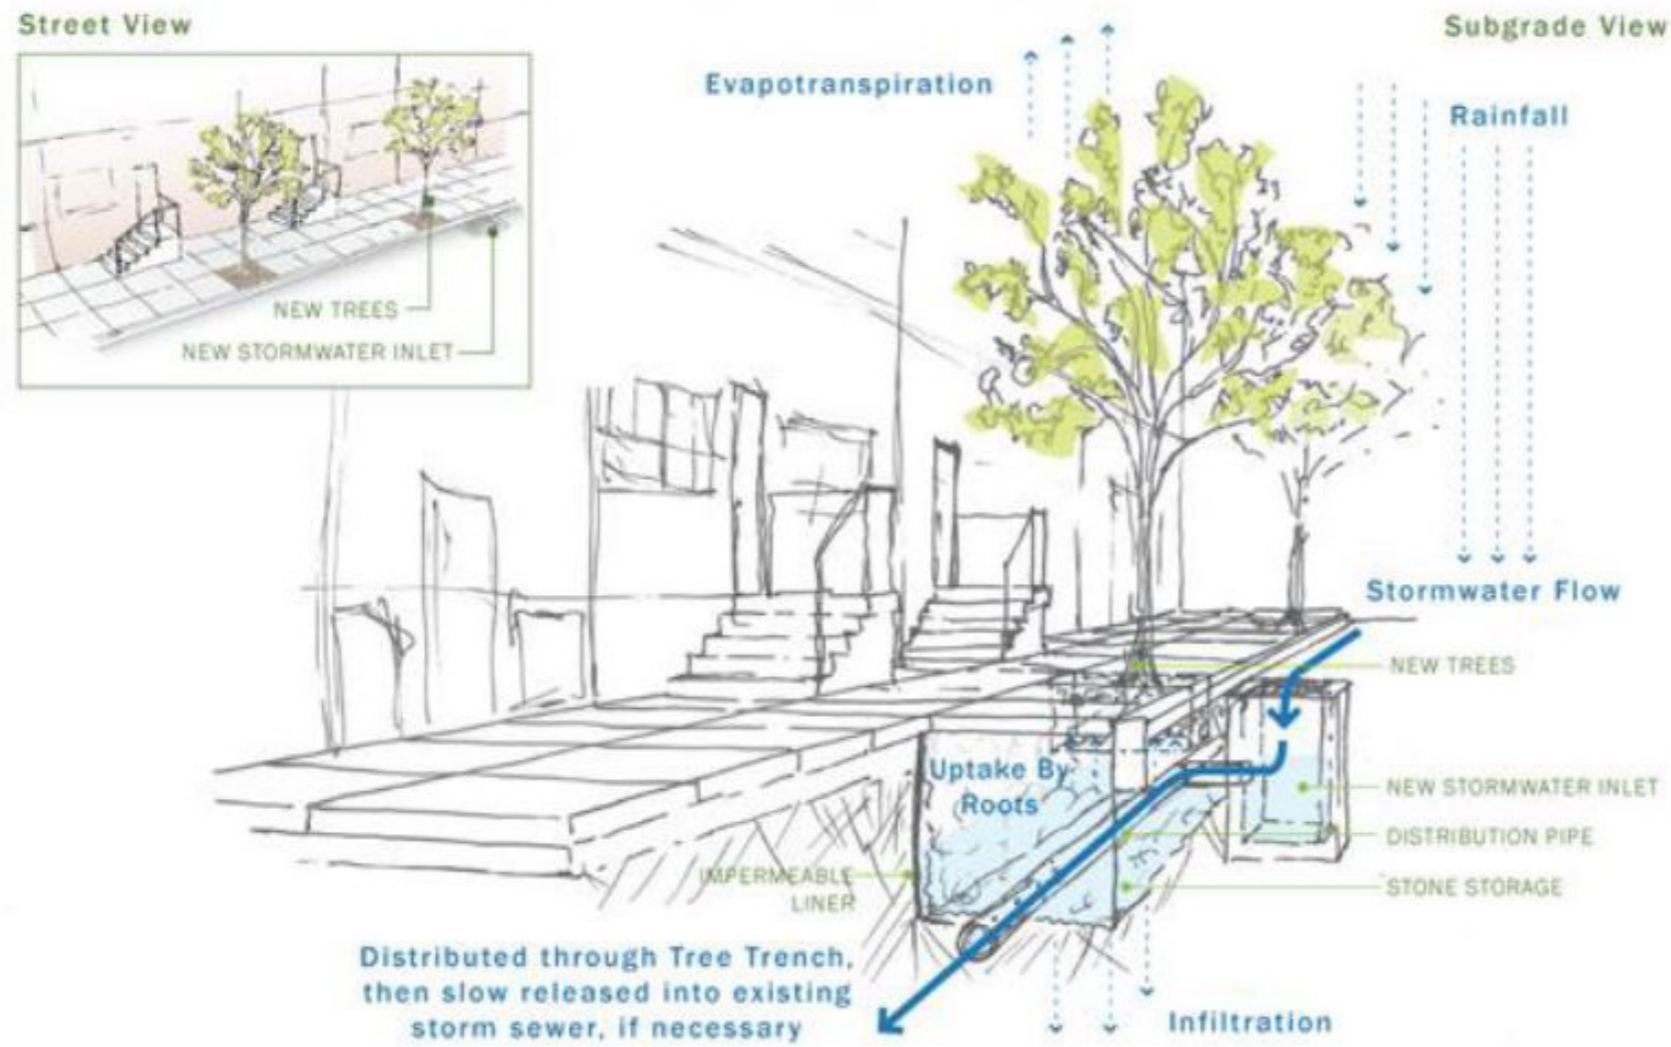 Street View
NEW TREES
NEW STORMWATER INLET
Subgrade View
Evapotranspiration
Rainfall
Stormwater Flow
NEW TREES
Uptake By
Roots
NEW STORMWATER INLET
DISTRIBUTION PIPE
STONE STORAGE
IMPERMEABLE
LINER
Distributed through Tree Trench,
then slow released into existing
storm sewer, if necessary
Infiltration